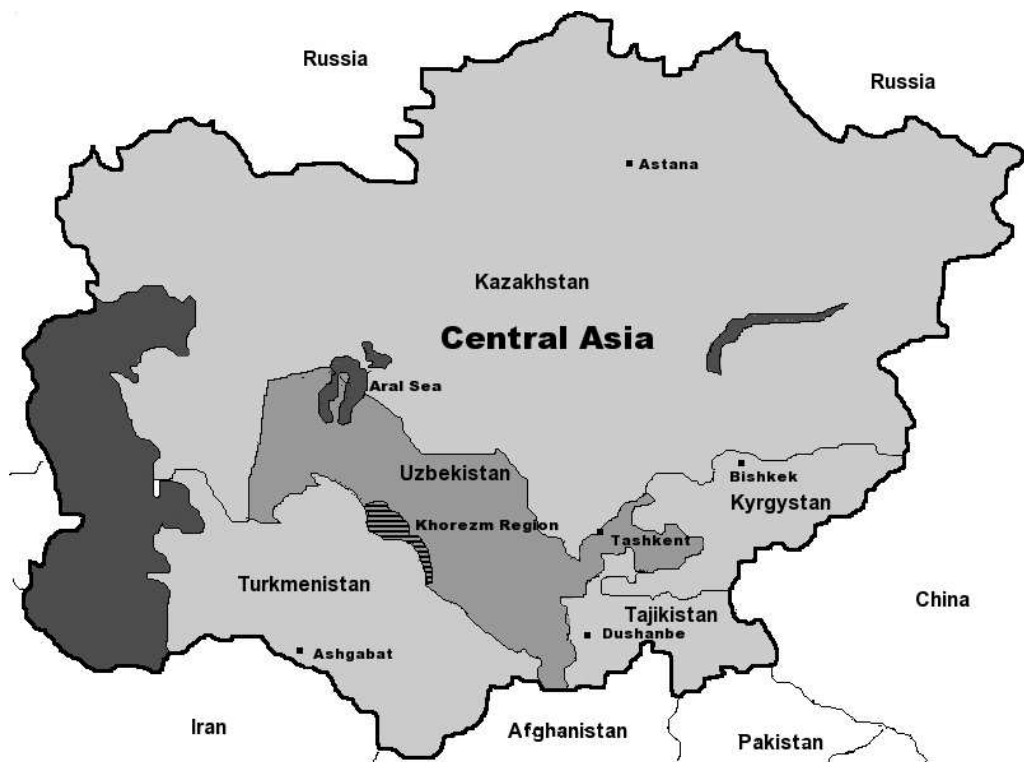 Russia
Russia
Astana
Kazakhstan
Central Asia
Aral Sea
Uzbekistan
Bishkek
Kyrgystan
Khorezm Region
Tashkent
Turkmenistan
China
Tajikistan
Dushanbe
Ashgabat
Iran
Afghanistan
Pakistan